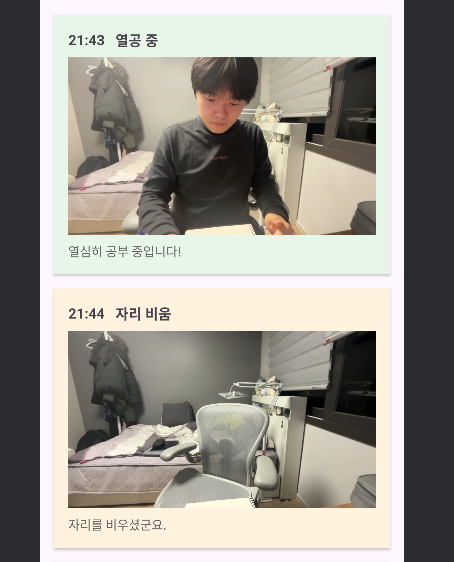 21:43 열공 중
열심히 공부 중입니다!
21:44 자리 비움
자리를 비우셨군요.